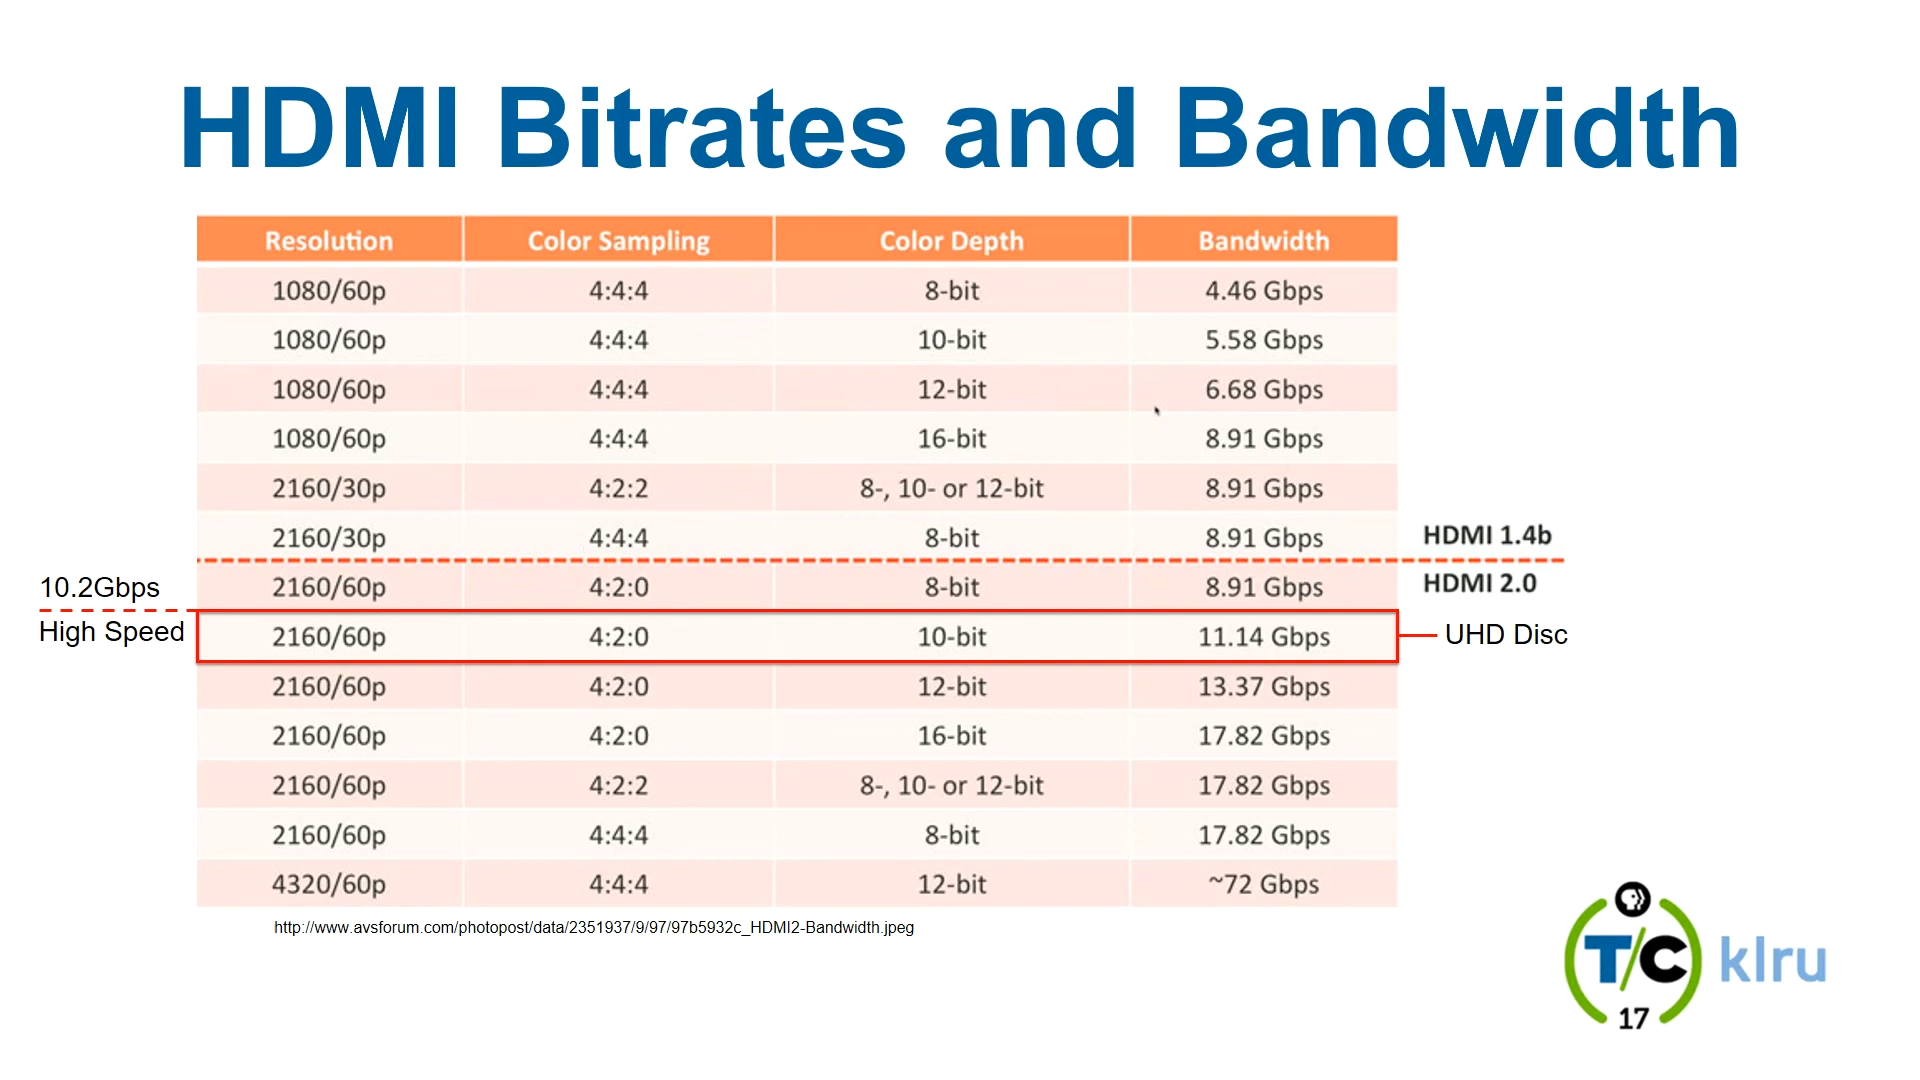 HDMI Bitrates and Bandwidth
Resolution Color Sampling Color Depth Bandwidth
1080/60p 4:4:4 8-bit 4.46 Gbps
1080/60p 4:4:4 10-bit 5.58 Gbps
1080/60p 4:4:4 12-bit 6.68 Gbps
1080/60p 4:4:4 16-bit 8.91 Gbps
2160/30p 4:2:2 8-, 10- or 12-bit 8.91 Gbps
2160/30p 4:4:4 8-bit 8.91 Gbps HDMI 1.4b
10.2Gbps 2160/60p 4:2:0 8-bit 8.91 Gbps HDMI 2.0
High Speed 2160/60p 4:2:0 10-bit 11.14 Gbps UHD Disc
2160/60p 4:2:0 12-bit 13.37 Gbps
2160/60p 4:2:0 16-bit 17.82 Gbps
2160/60p 4:2:2 8-, 10- or 12-bit 17.82 Gbps
2160/60p 4:4:4 8-bit 17.82 Gbps
4320/60p 4:4:4 12-bit ~72 Gbps
http://www.avsforum.com/photopost/data/2351937/9/97/97b5932c_HDMI2-Bandwidth.jpeg
T/C klru
17